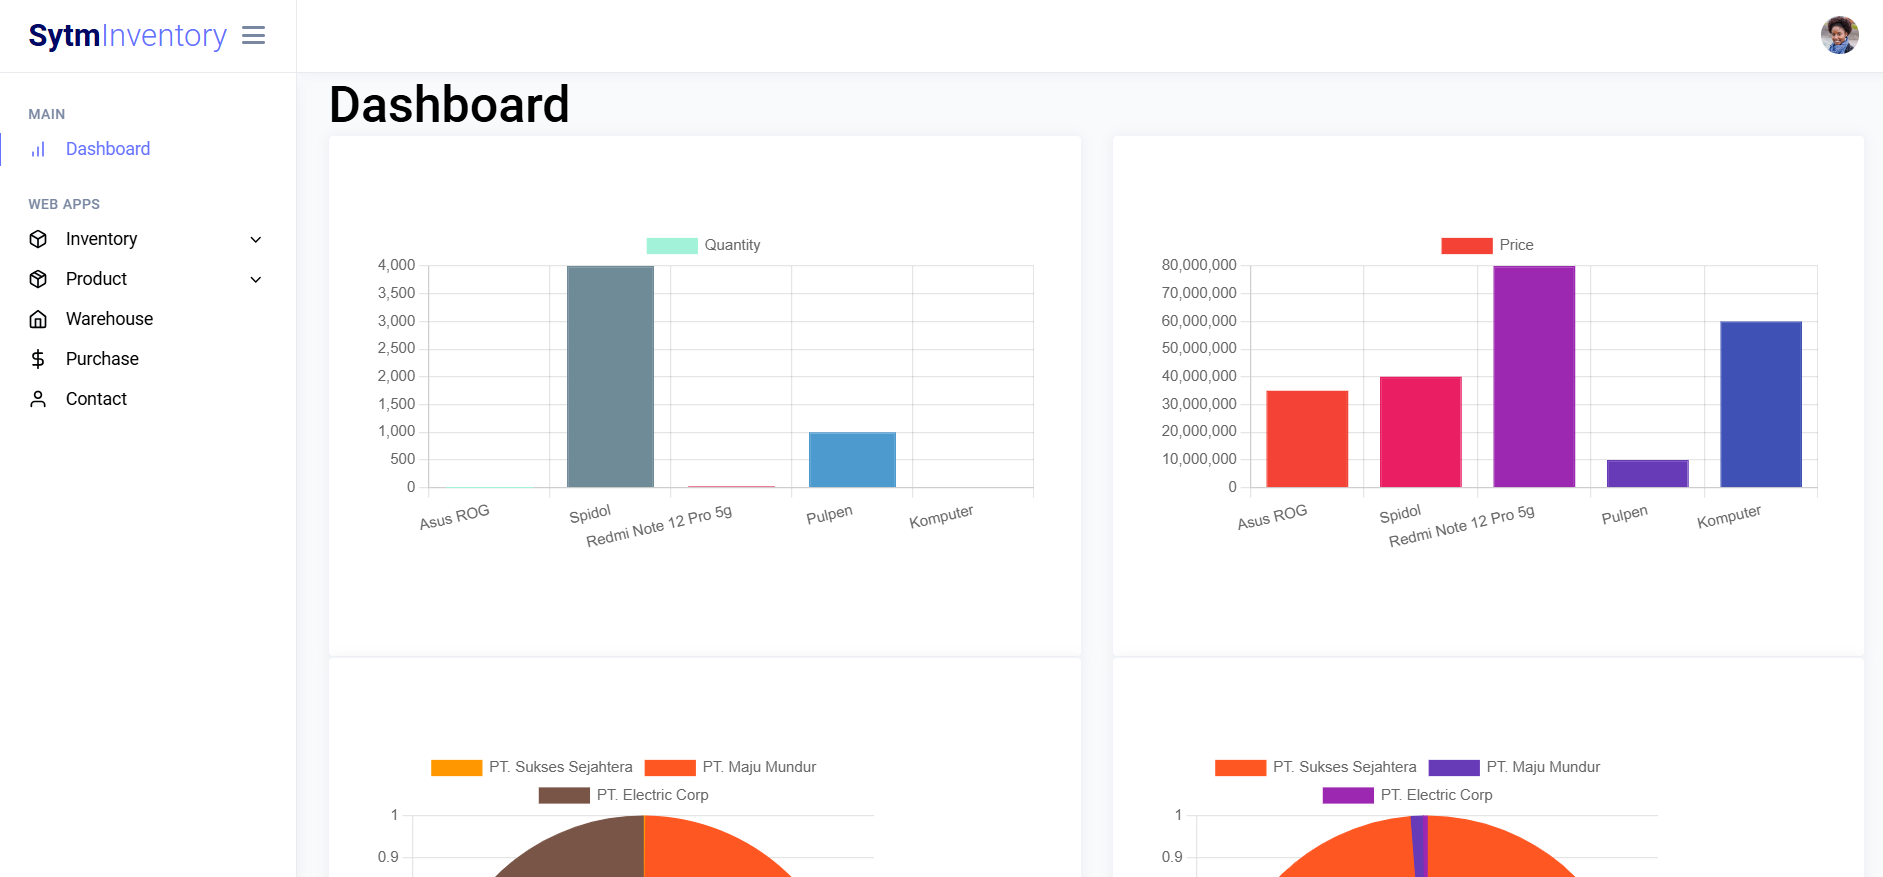 SytmInventory
MAIN
Dashboard
WEB APPS
Inventory
Product
Warehouse
Purchase
Contact
Dashboard
Quantity
4,000
3,500
3,000
2,500
2,000
1,500
1,000
500
0
Asus ROG
Spidol
Redmi Note 12 Pro 5g
Pulpen
Komputer
Price
80,000,000
70,000,000
60,000,000
50,000,000
40,000,000
30,000,000
20,000,000
10,000,000
0
Asus ROG
Spidol
Redmi Note 12 Pro 5g
Pulpen
Komputer
PT. Sukses Sejahtera PT. Maju Mundur
PT. Electric Corp
1
0.9
PT. Sukses Sejahtera PT. Maju Mundur
PT. Electric Corp
1
0.9